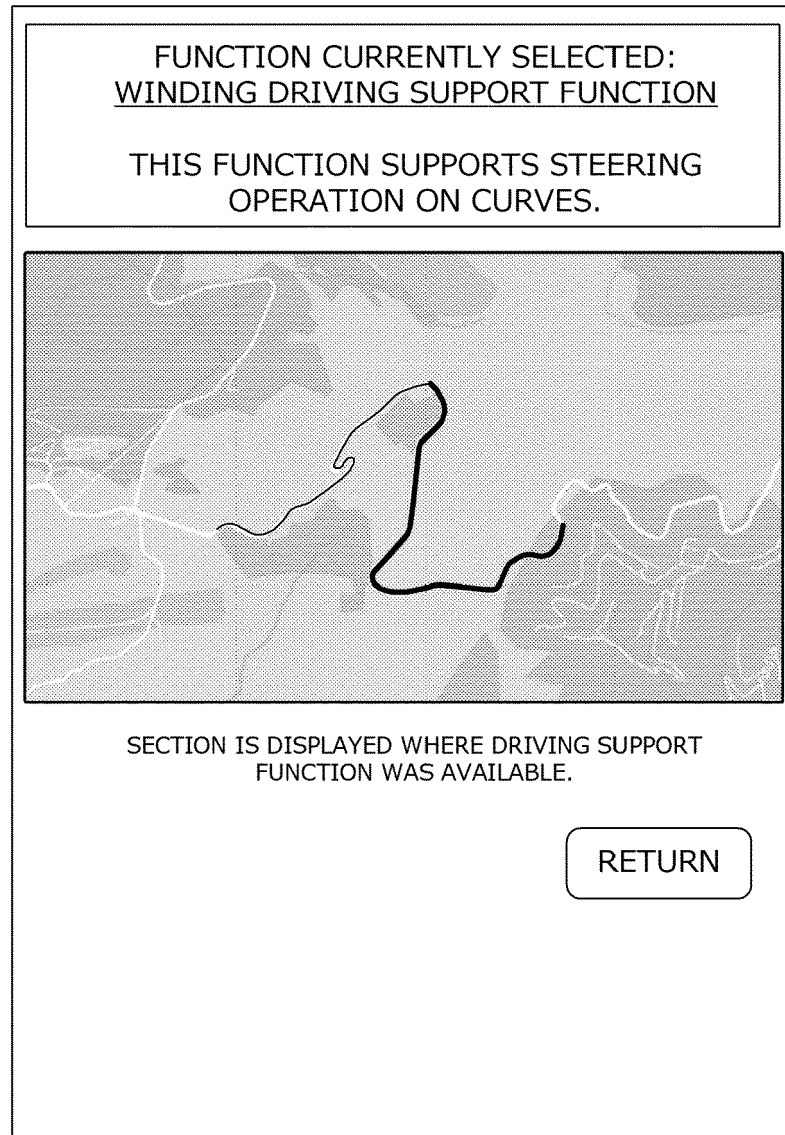 FUNCTION CURRENTLY SELECTED:
WINDING DRIVING SUPPORT FUNCTION
THIS FUNCTION SUPPORTS STEERING
OPERATION ON CURVES.
SECTION IS DISPLAYED WHERE DRIVING SUPPORT
FUNCTION WAS AVAILABLE.
RETURN